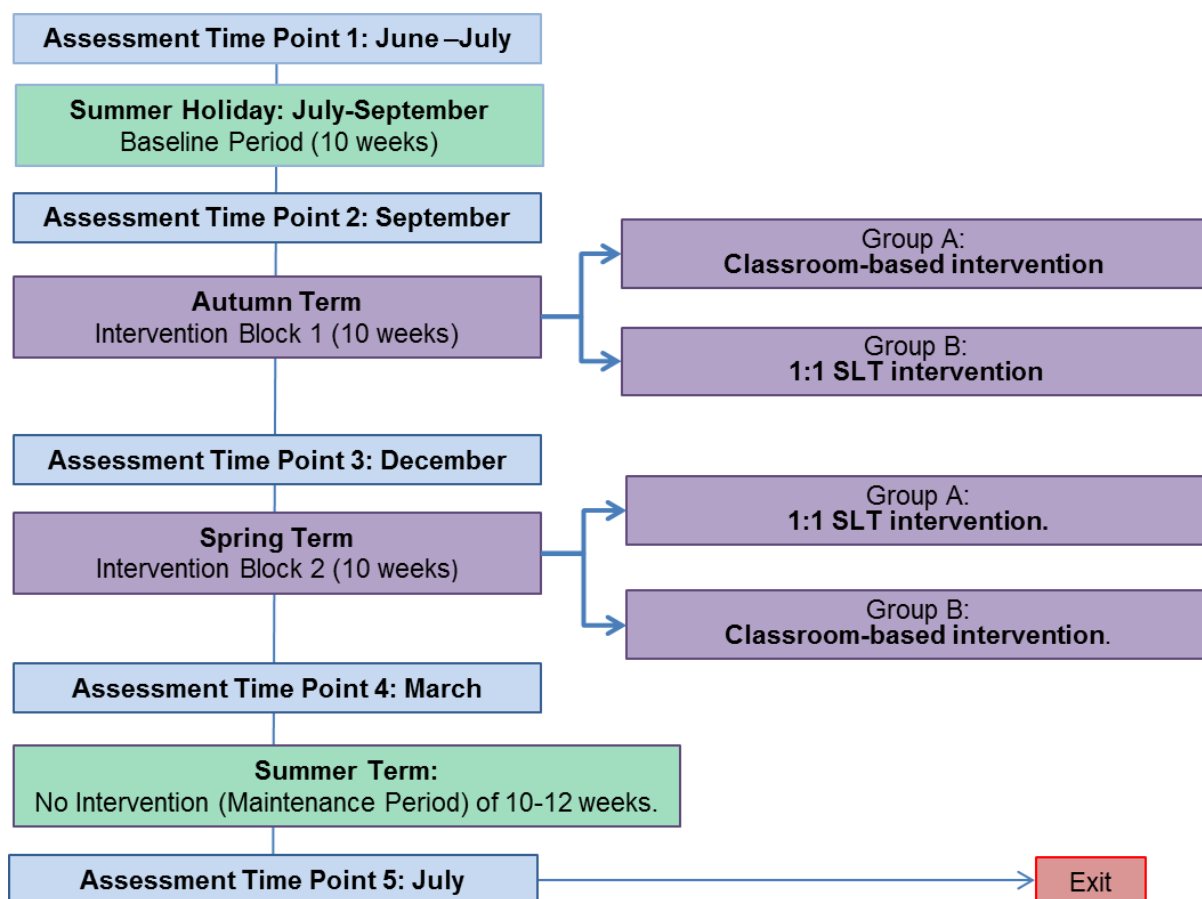 Assessment Time Point 1: June –July
Summer Holiday: July-September
Baseline Period (10 weeks)
Assessment Time Point 2: September
Autumn Term
Intervention Block 1 (10 weeks)
Group A:
Classroom-based intervention
Group B:
1:1 SLT intervention
Assessment Time Point 3: December
Spring Term
Intervention Block 2 (10 weeks)
Group A:
1:1 SLT intervention.
Group B:
Classroom-based intervention.
Assessment Time Point 4: March
Summer Term:
No Intervention (Maintenance Period) of 10-12 weeks.
Assessment Time Point 5: July
Exit